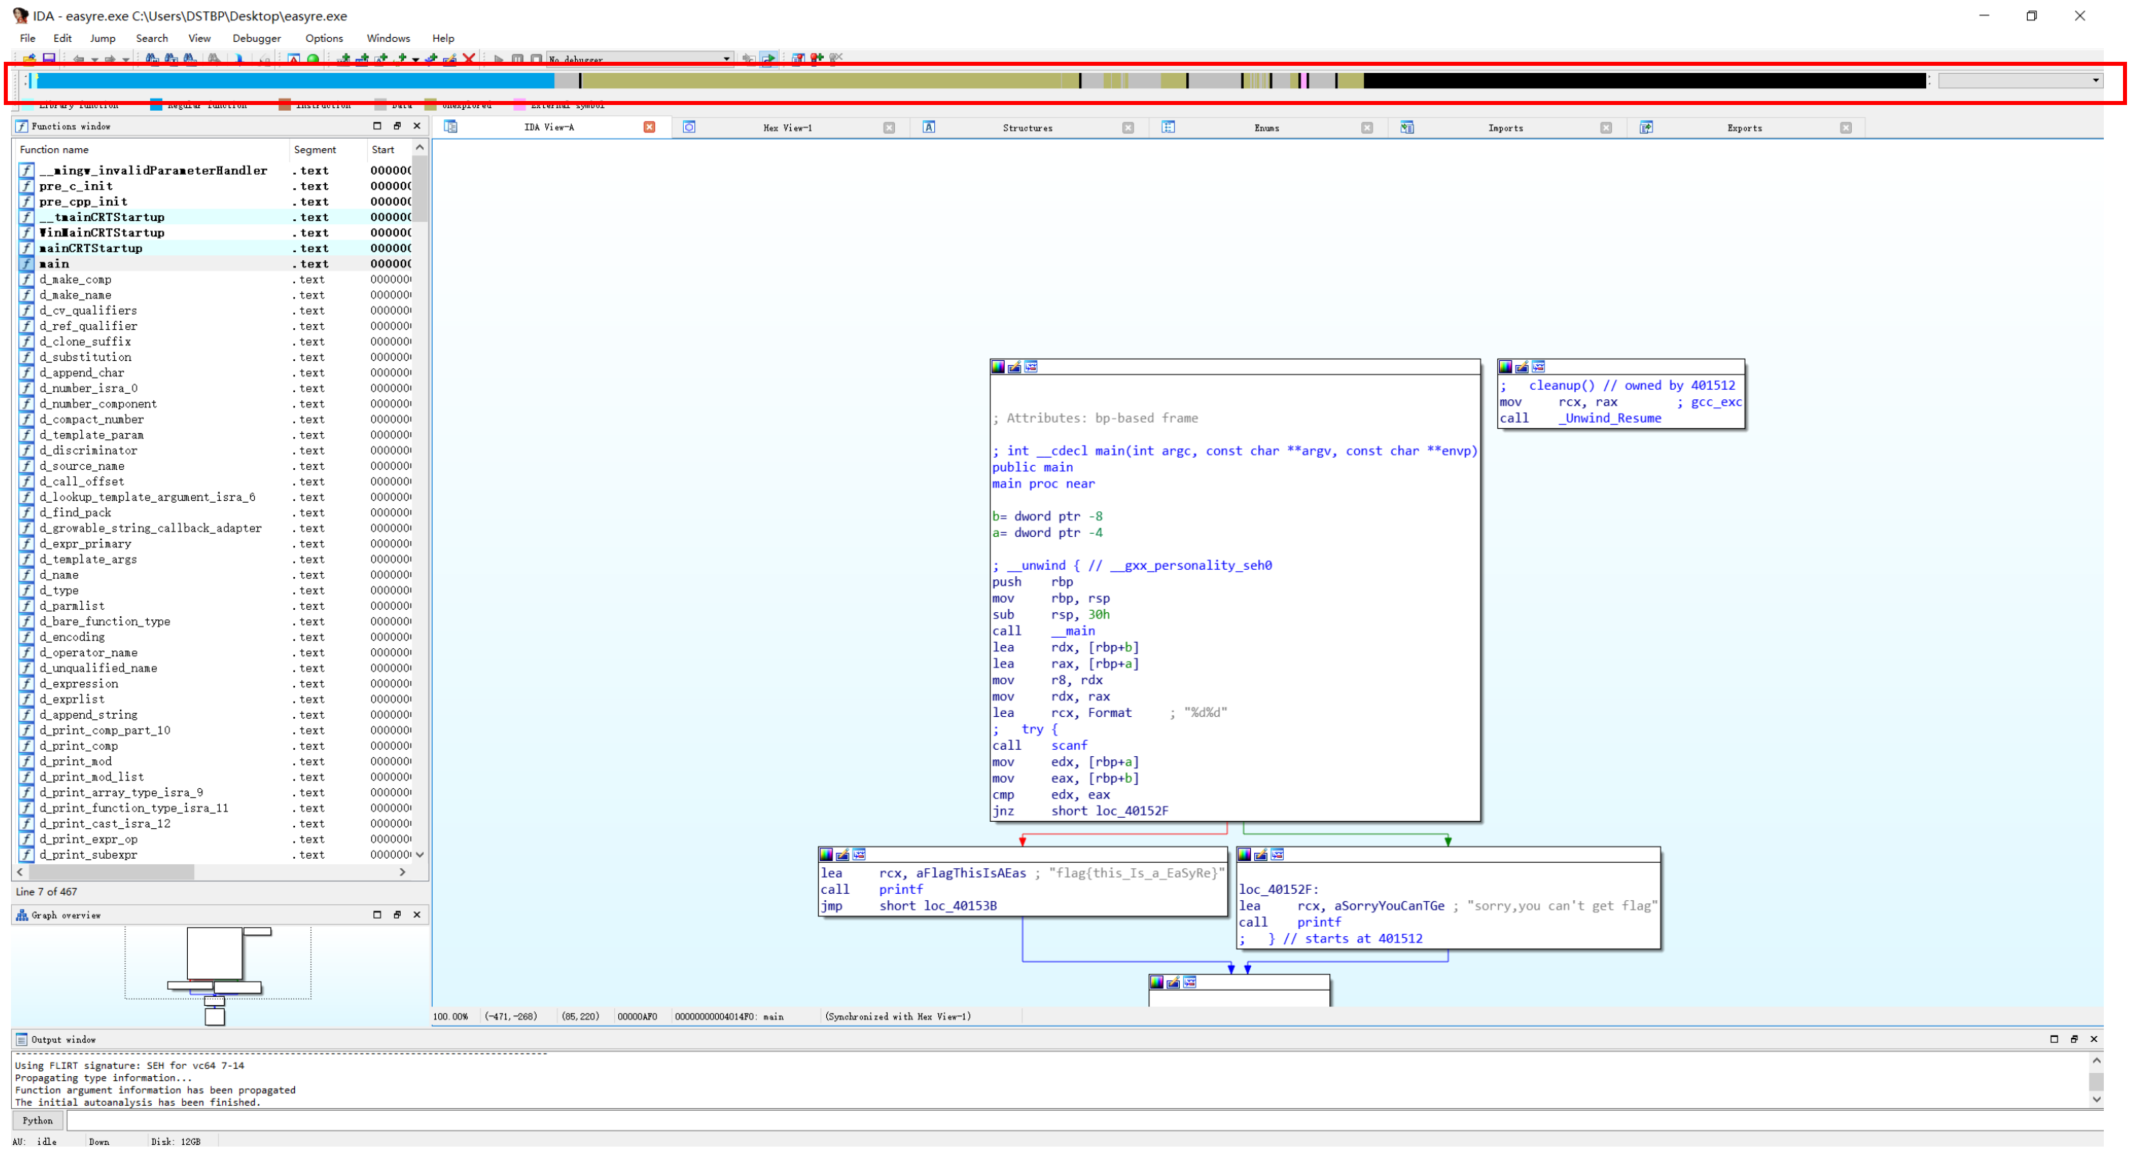 IDA - easyre.exe C:\Users\DSTBP\Desktop\easyre.exe
File Edit Jump Search View Debugger Options Windows Help
No debugger
Library function Regular function Instruction Data Unexplored External symbol
Functions window
IDA View-A Hex View-1 Structures Enums Imports Exports
Function name Segment Start
__mingw_invalidParameterHandler .text 000000
pre_c_init .text 000000
pre_cpp_init .text 000000
__tmainCRTStartup .text 000000
WinMainCRTStartup .text 000000
mainCRTStartup .text 000000
main .text 000000
d_make_comp .text 000000
d_make_name .text 000000
d_cv_qualifiers .text 000000
d_ref_qualifier .text 000000
d_clone_suffix .text 000000
d_substitution .text 000000
d_append_char .text 000000
d_number_isra_0 .text 000000
d_number_component .text 000000
d_compact_number .text 000000
d_template_param .text 000000
d_discriminator .text 000000
d_source_name .text 000000
d_call_offset .text 000000
d_lookup_template_argument_isra_6 .text 000000
d_find_pack .text 000000
d_growable_string_callback_adapter .text 000000
d_expr_primary .text 000000
d_template_args .text 000000
d_name .text 000000
d_type .text 000000
d_parmlist .text 000000
d_bare_function_type .text 000000
d_encoding .text 000000
d_operator_name .text 000000
d_unqualified_name .text 000000
d_expression .text 000000
d_exprlist .text 000000
d_append_string .text 000000
d_print_comp_part_10 .text 000000
d_print_comp .text 000000
d_print_mod .text 000000
d_print_mod_list .text 000000
d_print_array_type_isra_9 .text 000000
d_print_function_type_isra_11 .text 000000
d_print_cast_isra_12 .text 000000
d_print_expr_op .text 000000
d_print_subexpr .text 000000
Line 7 of 467
Graph overview
; Attributes: bp-based frame
; int __cdecl main(int argc, const char **argv, const char **envp)
public main
main proc near
b= dword ptr -8
a= dword ptr -4
; __unwind { // __gxx_personality_seh0
push rbp
mov rbp, rsp
sub rsp, 30h
call __main
lea rdx, [rbp+b]
lea rax, [rbp+a]
mov r8, rdx
mov rdx, rax
lea rcx, Format ; "%d%d"
; try {
call scanf
mov edx, [rbp+a]
mov eax, [rbp+b]
cmp edx, eax
jnz short loc_40152F
; cleanup() // owned by 401512
mov rcx, rax ; gcc_exc
call _Unwind_Resume
lea rcx, aFlagThisIsAEas ; "flag{this_Is_a_EaSyRe}"
call printf
jmp short loc_40153B
loc_40152F:
lea rcx, aSorryYouCanTGe ; "sorry,you can't get flag"
call printf
; } // starts at 401512
100.00% (-471,-268) (85,220) 00000AF0 00000000004014F0: main (Synchronized with Hex View-1)
Output window
Using FLIRT signature: SEH for vc64 7-14
Propagating type information...
Function argument information has been propagated
The initial autoanalysis has been finished.
Python
AU: idle Down Disk: 12GB